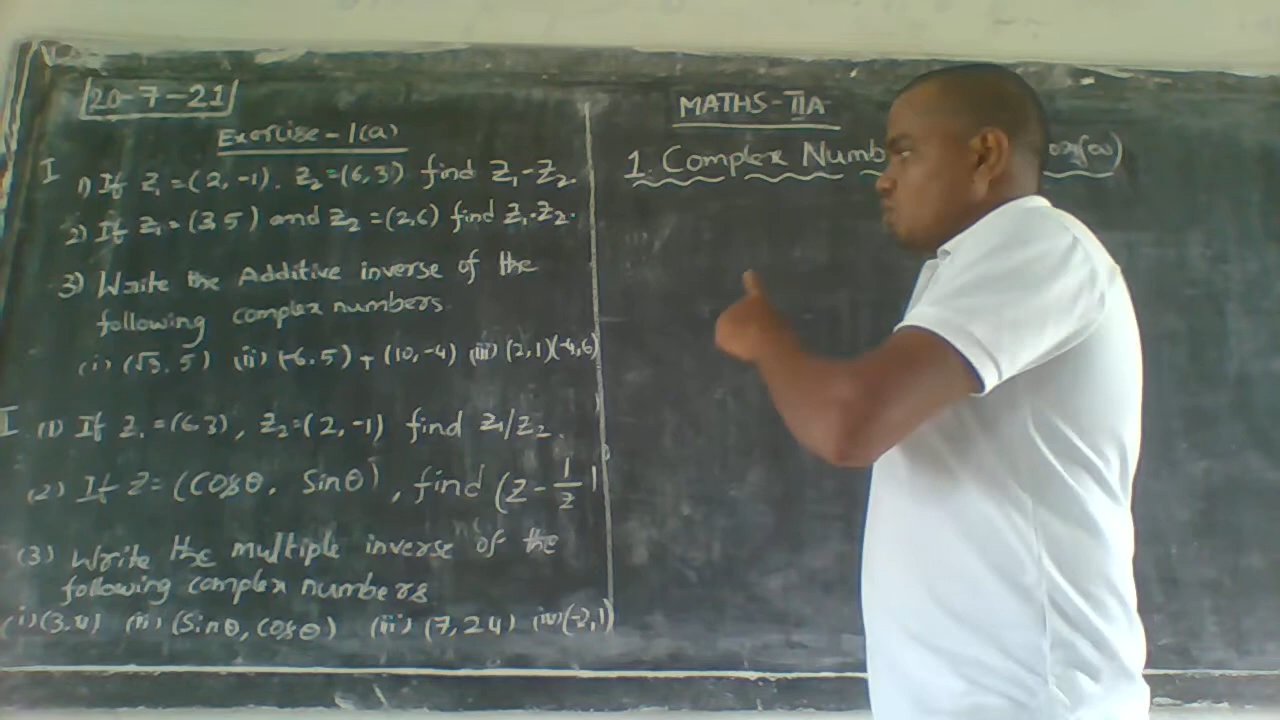 20-7-21
Exercise - 1(a)
I 1) If Z₁ = (2, -1). Z₂ = (6, 3) find Z₁ - Z₂.
2) If Z₁ = (3 5) and Z₂ = (2,6) find Z₁.Z₂.
3) Write the Additive inverse of the
following complex numbers.
(i) (√3, 5) (ii) (-6, 5) + (10, -4) (iii) (2, 1)(-4,6)
I (1) If Z₁ = (6 3), Z₂ = (2, -1) find Z₁/Z₂.
(2) If Z = (Cosθ, Sinθ), find (Z - 1/Z)
(3) Write the multiple inverse of the
following complex numbers
(i) (3,4) (ii) (Sinθ, Cosθ) (iii) (7, 24) (iv) (-2, 1)
MATHS - IIA
1. Complex Numb